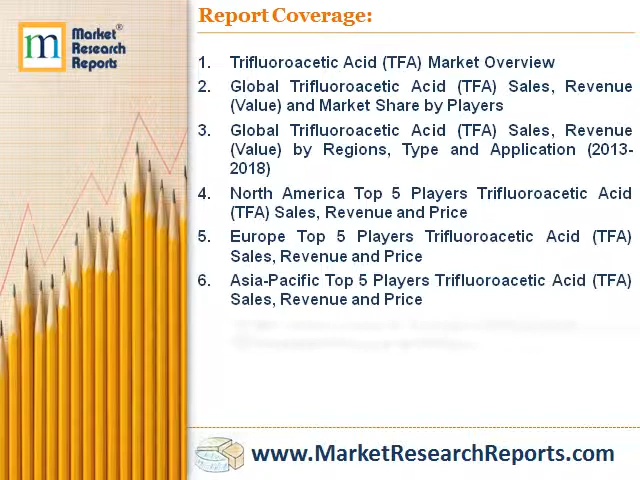 Report Coverage:
m
Market®
Research
Reports
1. Trifluoroacetic Acid (TFA) Market Overview
2. Global Trifluoroacetic Acid (TFA) Sales, Revenue
(Value) and Market Share by Players
3. Global Trifluoroacetic Acid (TFA) Sales, Revenue
(Value) by Regions, Type and Application (2013-
2018)
4. North America Top 5 Players Trifluoroacetic Acid
(TFA) Sales, Revenue and Price
5. Europe Top 5 Players Trifluoroacetic Acid (TFA)
Sales, Revenue and Price
6. Asia-Pacific Top 5 Players Trifluoroacetic Acid (TFA)
Sales, Revenue and Price
www.MarketResearchReports.com